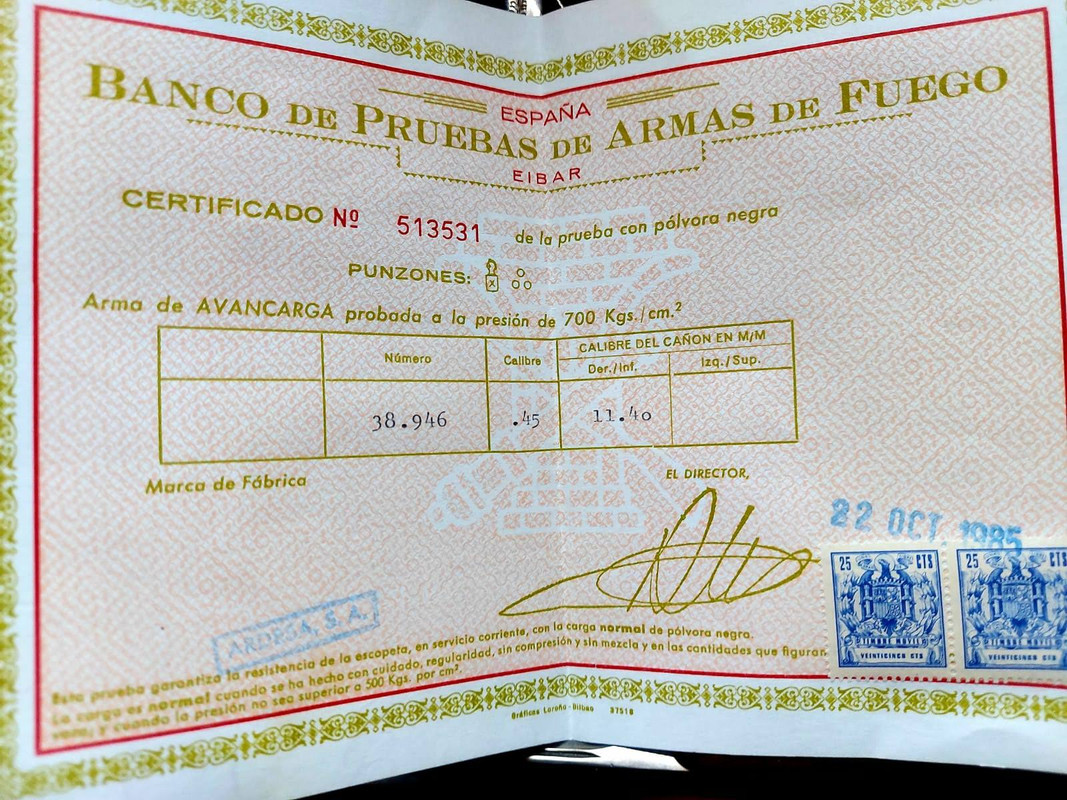 BANCO DE PRUEBAS DE ARMAS DE FUEGO
ESPAÑA
EIBAR
CERTIFICADO Nº 513531 de la prueba con pólvora negra
PUNZONES: X
Arma de AVANCARGA probada a la presión de 700 Kgs./cm.²
Número Calibre CALIBRE DEL CAÑON EN M/M
Der./Inf. Izq./Sup.
38.946 .45 11.40
Marca de Fábrica
EL DIRECTOR,
22 OCT. 1985
25 CTS 25 CTS
TIMBRE MOVIL TIMBRE MOVIL
VEINTICINCO CTS VEINTICINCO CTS
ARDESA, S. A.
Esta prueba garantiza la resistencia de la escopeta, en servicio corriente, con la carga normal de pólvora negra.
La carga es normal cuando se ha hecho con cuidado, regularidad, sin compresión y sin mezcla y en las cantidades que figuran
y cuando la presión no sea superior a 500 Kgs. por cm².
Gráficas Loroño-Bilbao 37518